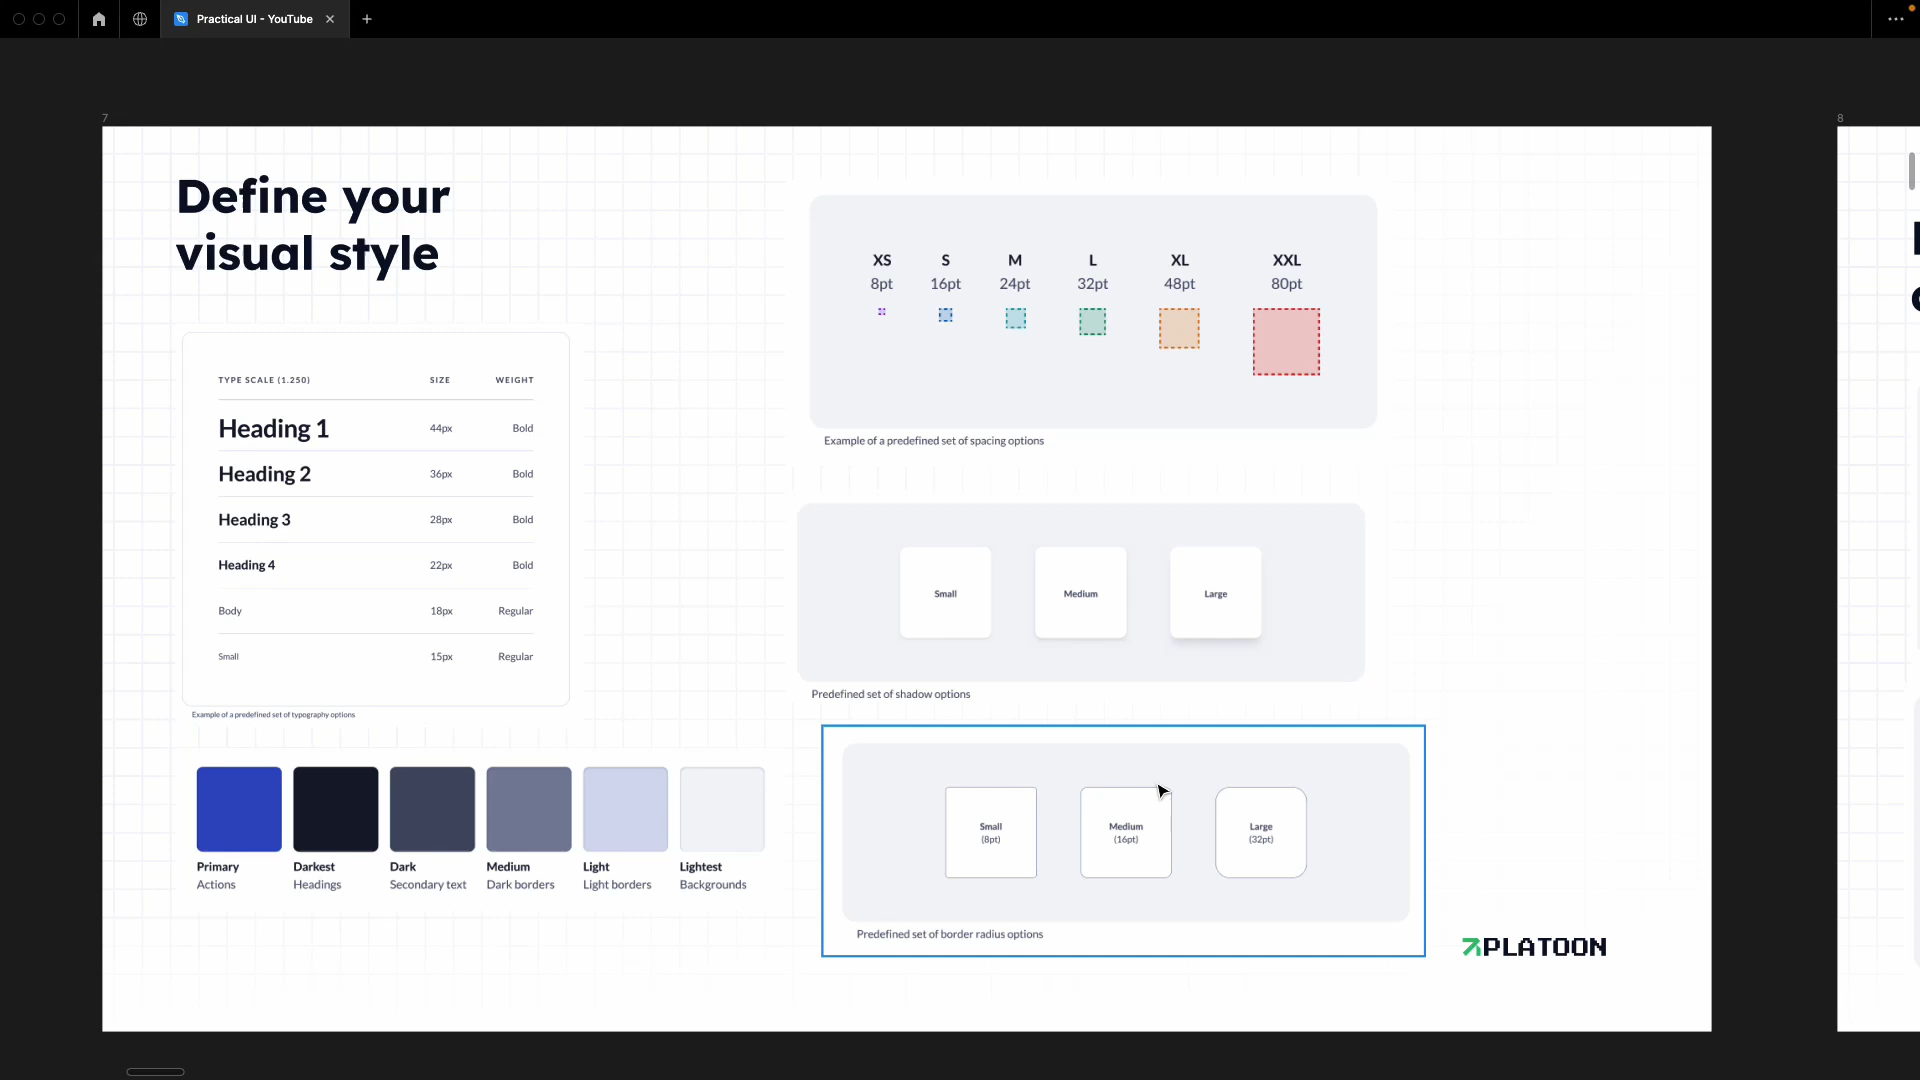 Practical UI - YouTube
7
8
Define your
visual style
TYPE SCALE (1.250) SIZE WEIGHT
Heading 1 44px Bold
Heading 2 36px Bold
Heading 3 28px Bold
Heading 4 22px Bold
Body 18px Regular
Small 15px Regular
Example of a predefined set of typography options
Primary Darkest Dark Medium Light Lightest
Actions Headings Secondary text Dark borders Light borders Backgrounds
XS S M L XL XXL
8pt 16pt 24pt 32pt 48pt 80pt
Example of a predefined set of spacing options
Small Medium Large
Predefined set of shadow options
Small Medium Large
(8pt) (16pt) (32pt)
Predefined set of border radius options
PLATOON